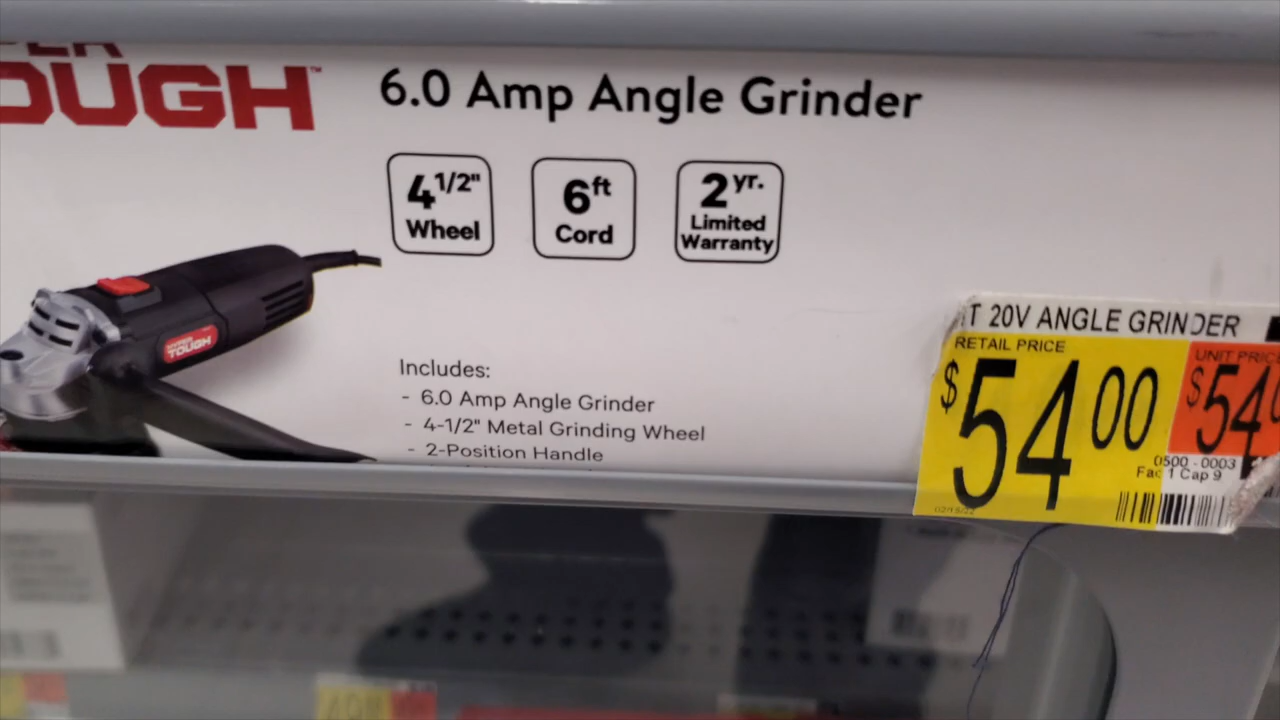 OUGH™
6.0 Amp Angle Grinder
4 1/2" Wheel
6 ft Cord
2 yr. Limited Warranty
HYPER TOUGH
Includes:
- 6.0 Amp Angle Grinder
- 4-1/2" Metal Grinding Wheel
- 2-Position Handle
T 20V ANGLE GRINDER
RETAIL PRICE
$54 00
UNIT PRIC
$54
0500 - 0003
Fac 1 Cap 9